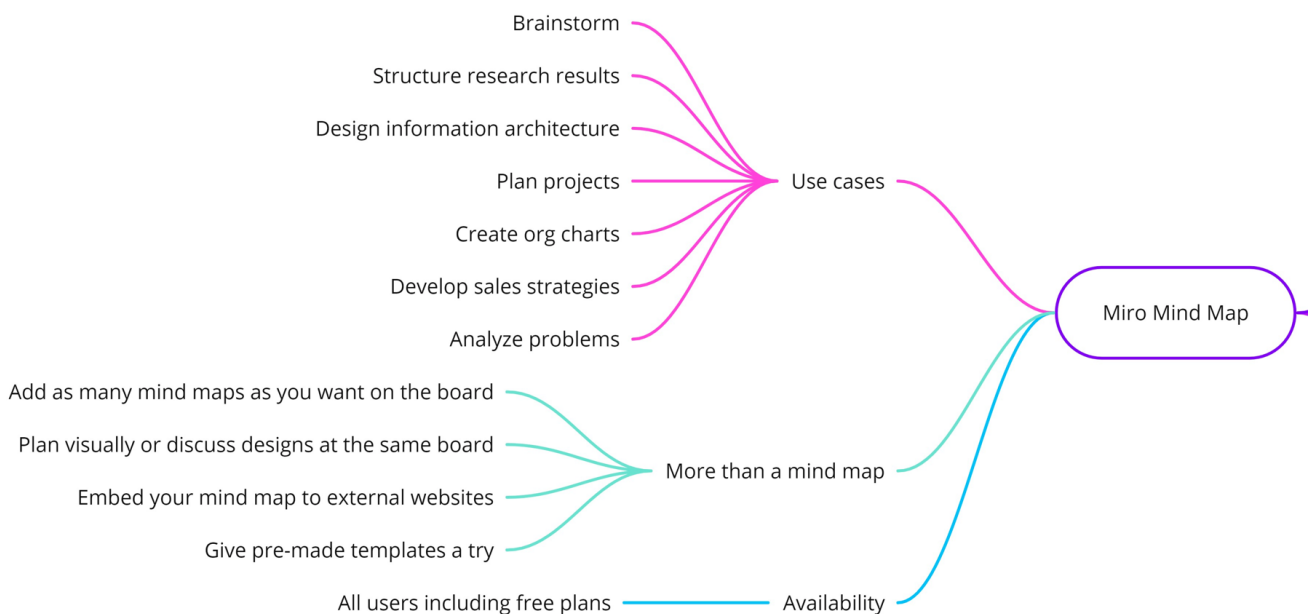 Brainstorm
Structure research results
Design information architecture
Plan projects
Use cases
Create org charts
Develop sales strategies
Miro Mind Map
Analyze problems
Add as many mind maps as you want on the board
Plan visually or discuss designs at the same board
More than a mind map
Embed your mind map to external websites
Give pre-made templates a try
All users including free plans
Availability